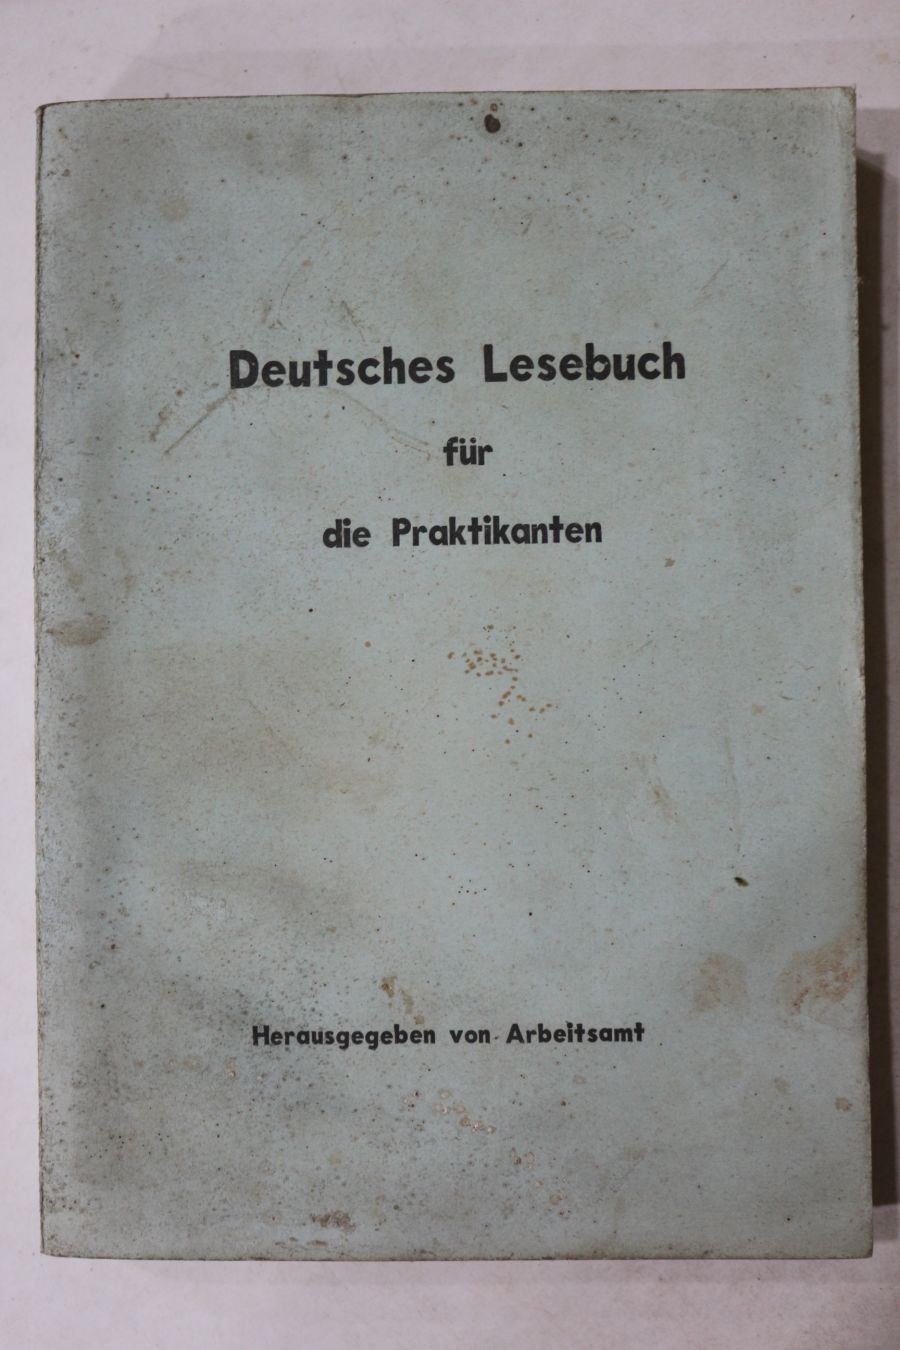 Deutsches Lesebuch
für
die Praktikanten
Herausgegeben von Arbeitsamt